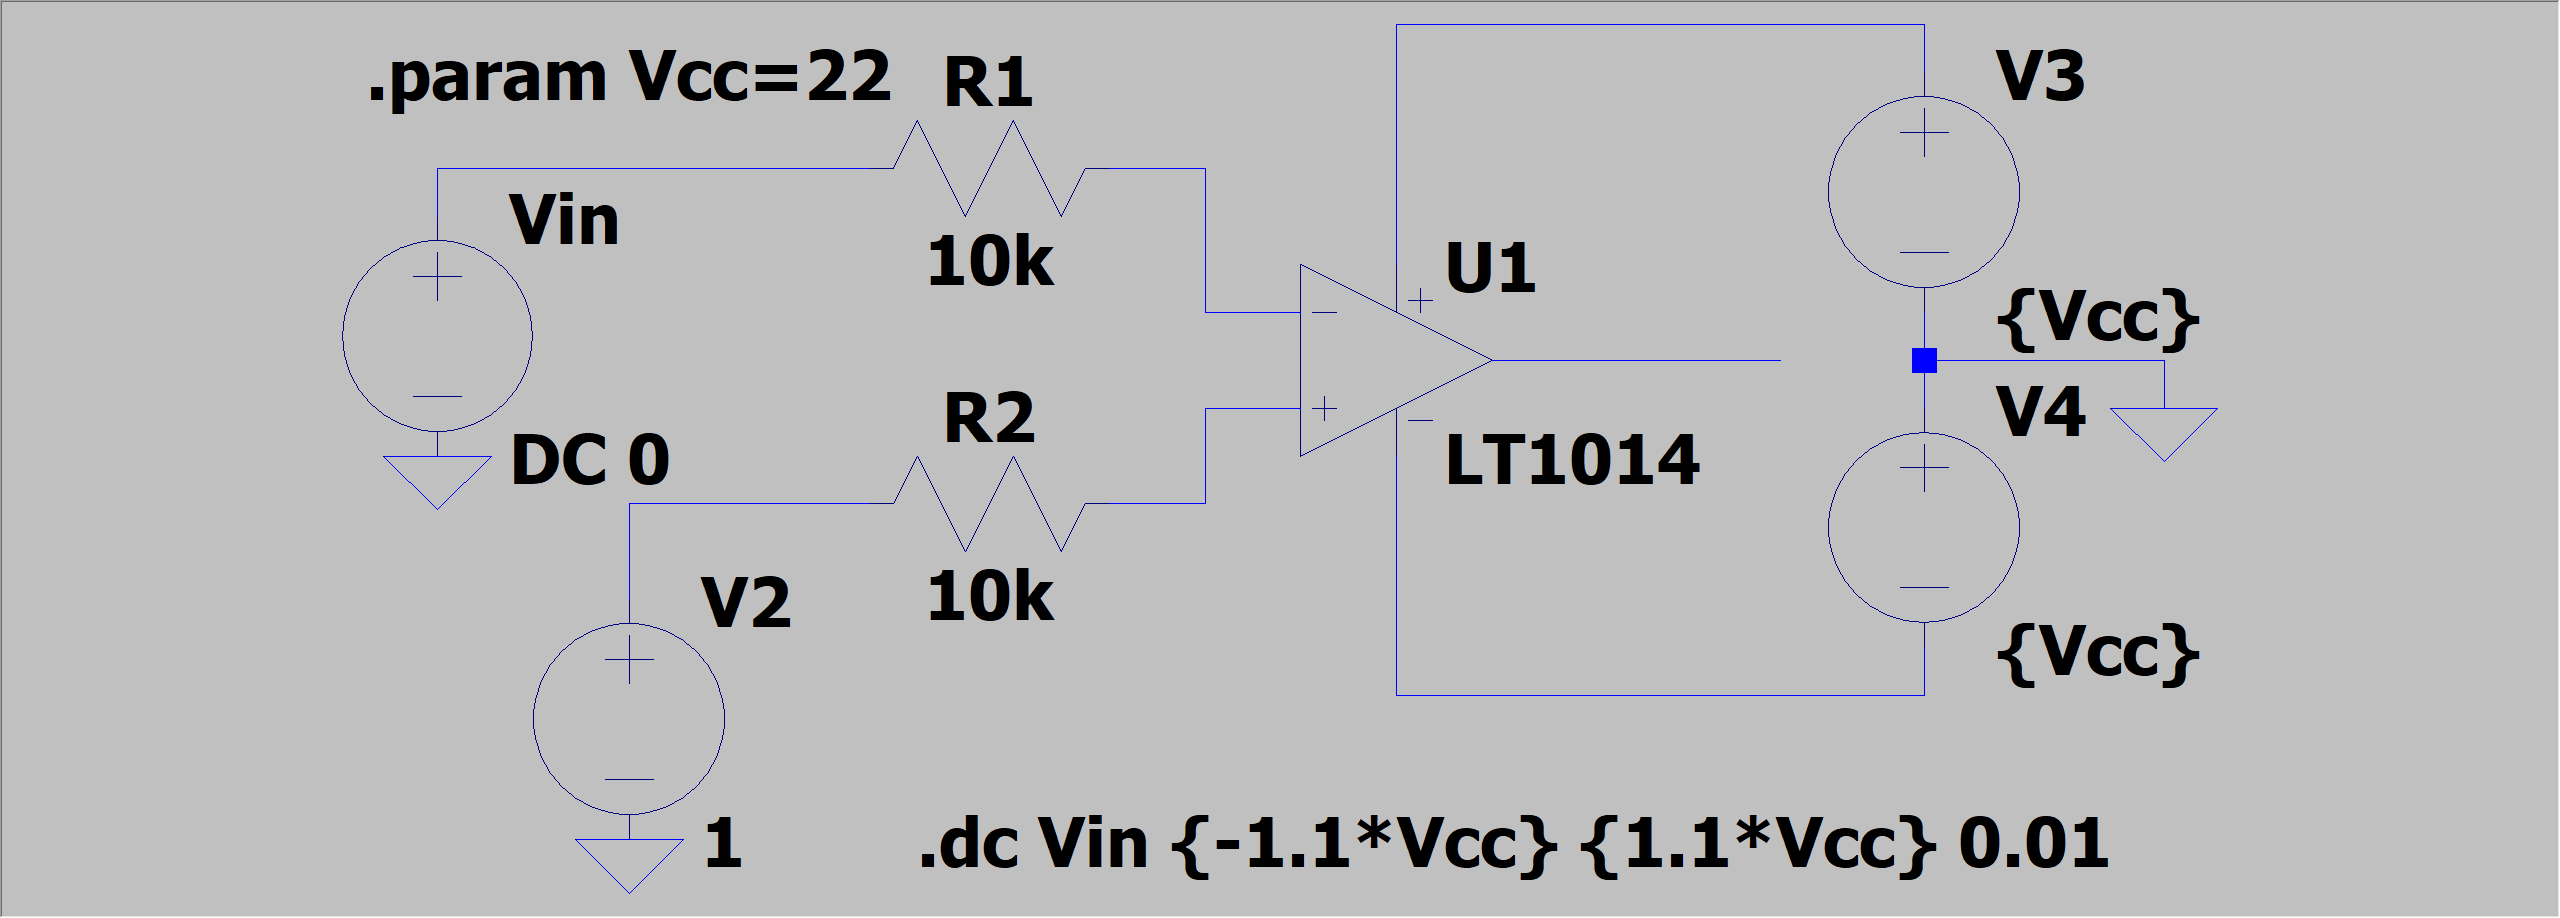 .param Vcc=22
R1
V3
Vin
10k
U1
{Vcc}
V4
R2
DC 0
LT1014
V2
10k
{Vcc}
1
.dc Vin {-1.1*Vcc} {1.1*Vcc} 0.01